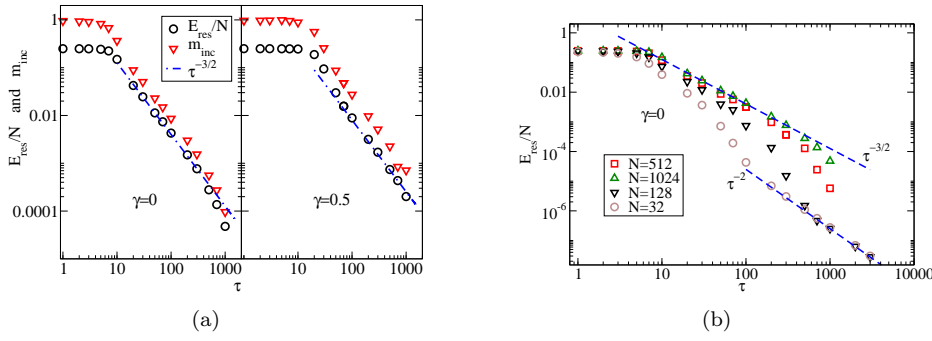 E_res/N and m_inc
1
0.01
0.0001
E_res/N
m_inc
τ^{-3/2}
γ=0
γ=0.5
1 10 100 1000 1 10 100 1000
τ
(a)
E_res/N
1
0.01
10^{-4}
10^{-6}
γ=0
τ^{-3/2}
τ^{-2}
N=512
N=1024
N=128
N=32
1 10 100 1000 10000
τ
(b)